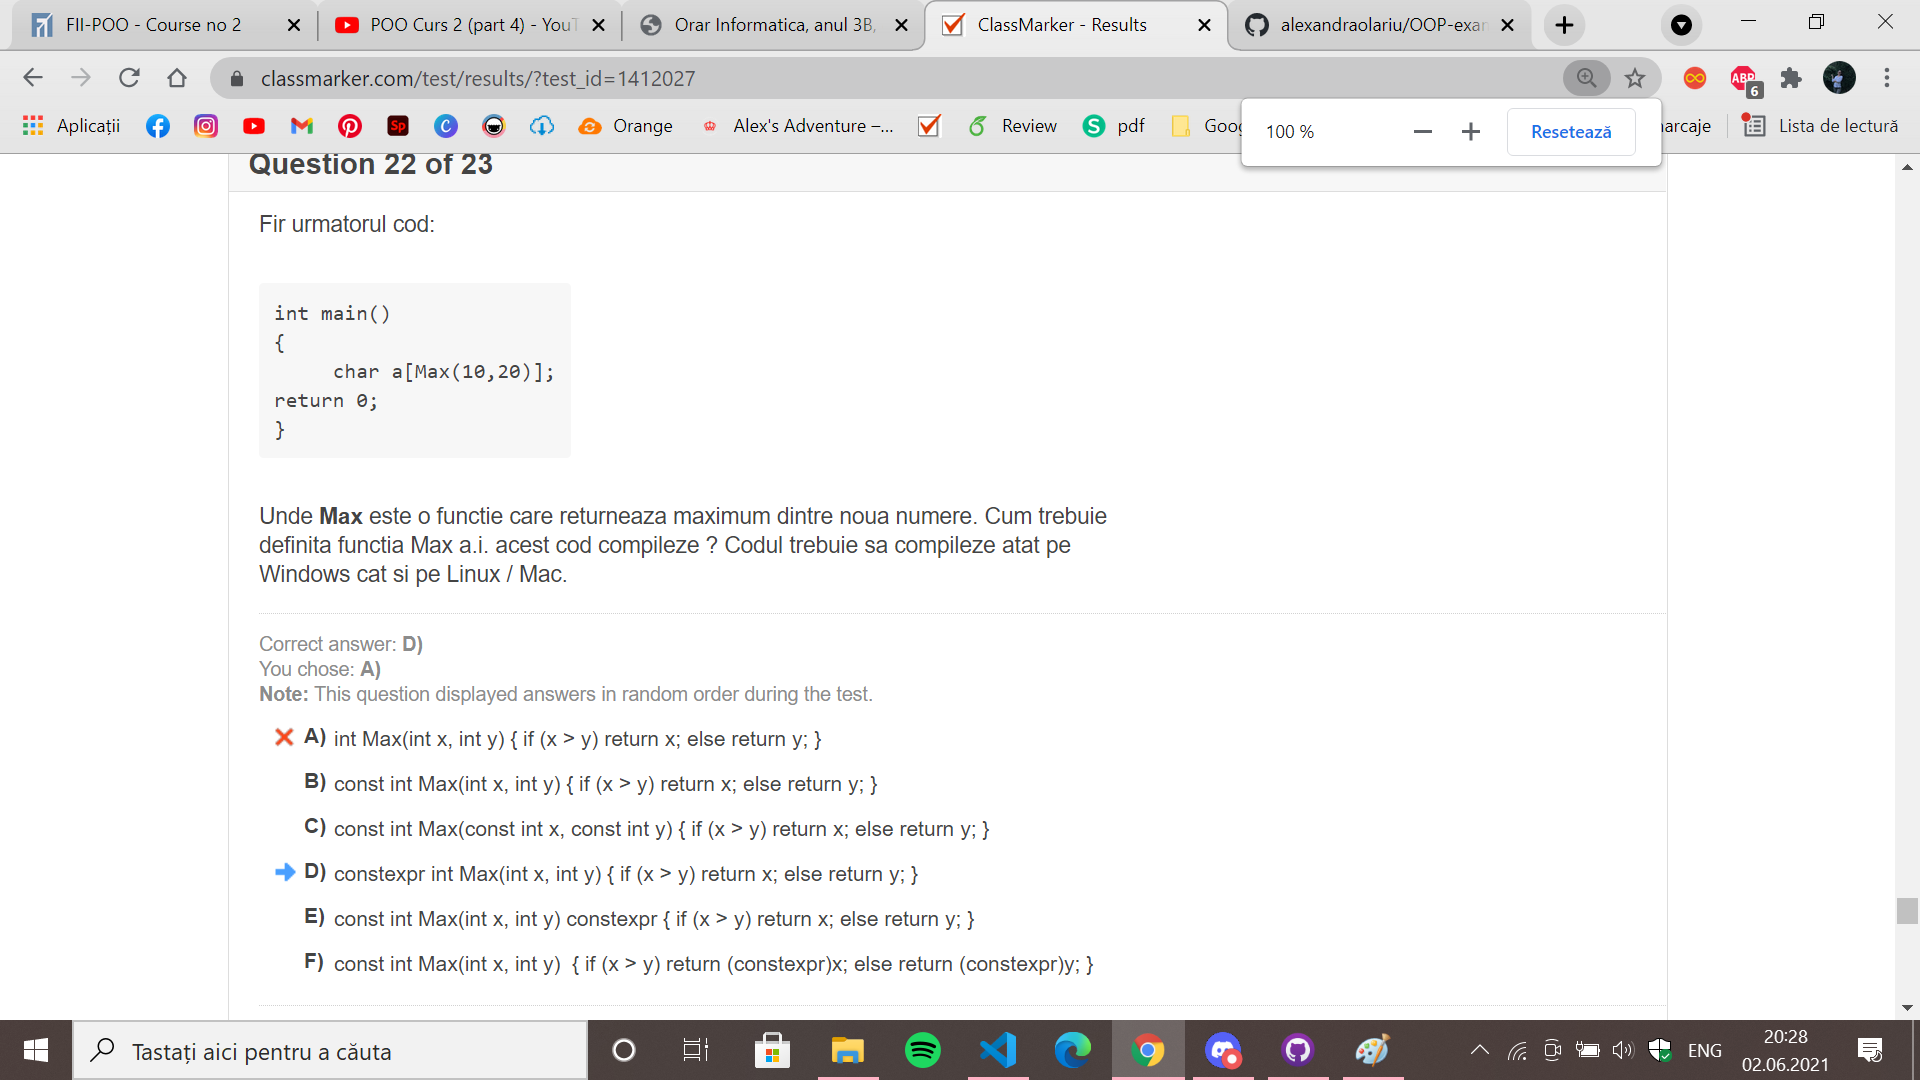 FII-POO - Course no 2
POO Curs 2 (part 4) - YouT
Orar Informatica, anul 3B,
ClassMarker - Results
alexandraolariu/OOP-exam
classmarker.com/test/results/?test_id=1412027
ABP
6
Aplicații
Sp
Orange
Alex's Adventure –...
Review
S
pdf
Goog
100 %
Resetează
narcaje
Lista de lectură
Question 22 of 23
Fir urmatorul cod:
int main()
{
char a[Max(10,20)];
return 0;
}
Unde Max este o functie care returneaza maximum dintre noua numere. Cum trebuie
definita functia Max a.i. acest cod compileze ? Codul trebuie sa compileze atat pe
Windows cat si pe Linux / Mac.
Correct answer: D)
You chose: A)
Note: This question displayed answers in random order during the test.
A) int Max(int x, int y) { if (x > y) return x; else return y; }
B) const int Max(int x, int y) { if (x > y) return x; else return y; }
C) const int Max(const int x, const int y) { if (x > y) return x; else return y; }
D) constexpr int Max(int x, int y) { if (x > y) return x; else return y; }
E) const int Max(int x, int y) constexpr { if (x > y) return x; else return y; }
F) const int Max(int x, int y) { if (x > y) return (constexpr)x; else return (constexpr)y; }
Tastați aici pentru a căuta
ENG
20:28
02.06.2021